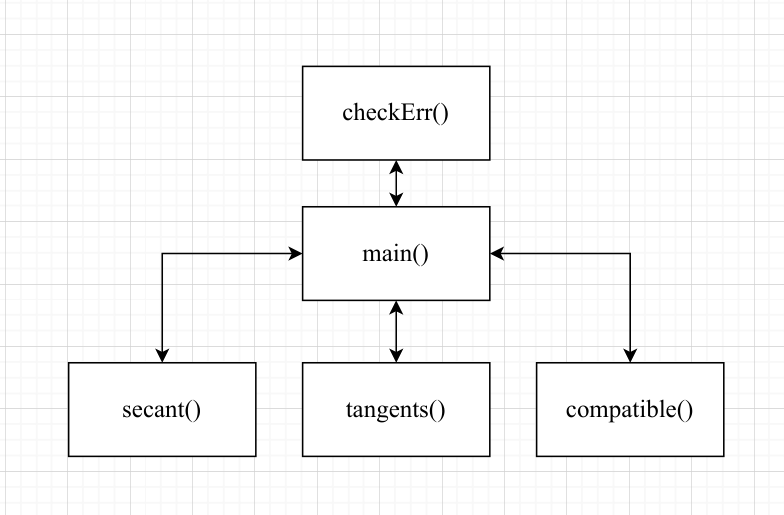 checkErr()
main()
secant()
tangents()
compatible()